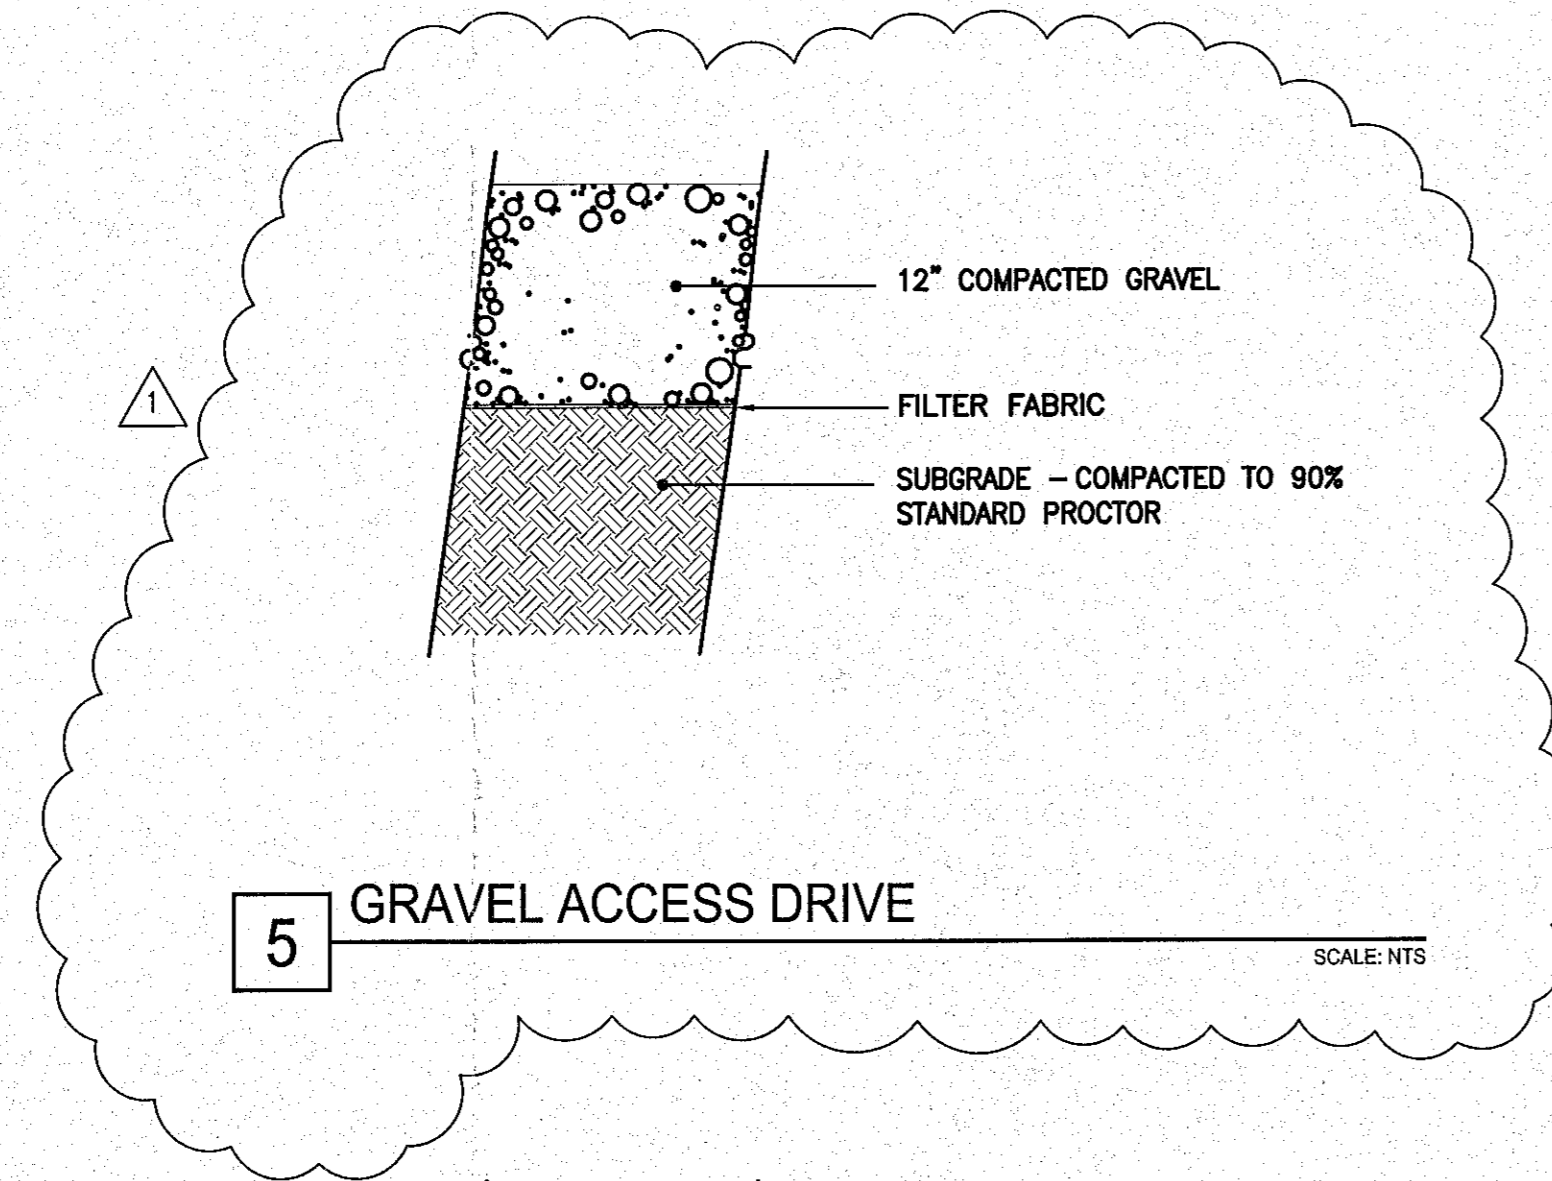 12" COMPACTED GRAVEL
1
FILTER FABRIC
SUBGRADE - COMPACTED TO 90%
STANDARD PROCTOR
5
GRAVEL ACCESS DRIVE
SCALE: NTS